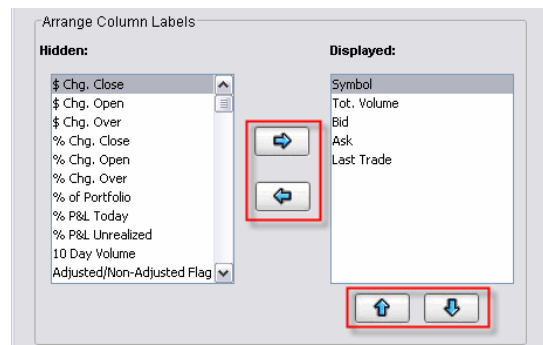 Arrange Column Labels
Hidden:
$ Chg. Close
$ Chg. Open
$ Chg. Over
% Chg. Close
% Chg. Open
% Chg. Over
% of Portfolio
% P&L Today
% P&L Unrealized
10 Day Volume
Adjusted/Non-Adjusted Flag
Displayed:
Symbol
Tot. Volume
Bid
Ask
Last Trade